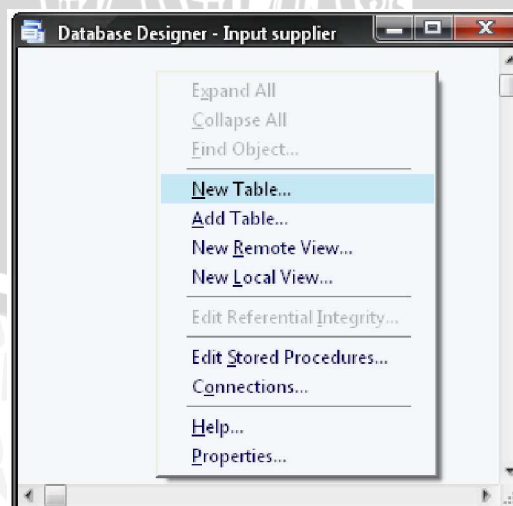 Database Designer - Input supplier
Expand All
Collapse All
Find Object...
New Table...
Add Table...
New Remote View...
New Local View...
Edit Referential Integrity...
Edit Stored Procedures...
Connections...
Help...
Properties...